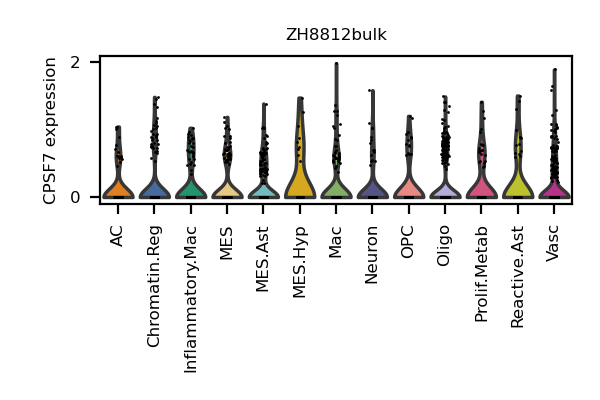 ZH8812bulk
CPSF7 expression
2
0
AC
Chromatin.Reg
Inflammatory.Mac
MES
MES.Ast
MES.Hyp
Mac
Neuron
OPC
Oligo
Prolif.Metab
Reactive.Ast
Vasc